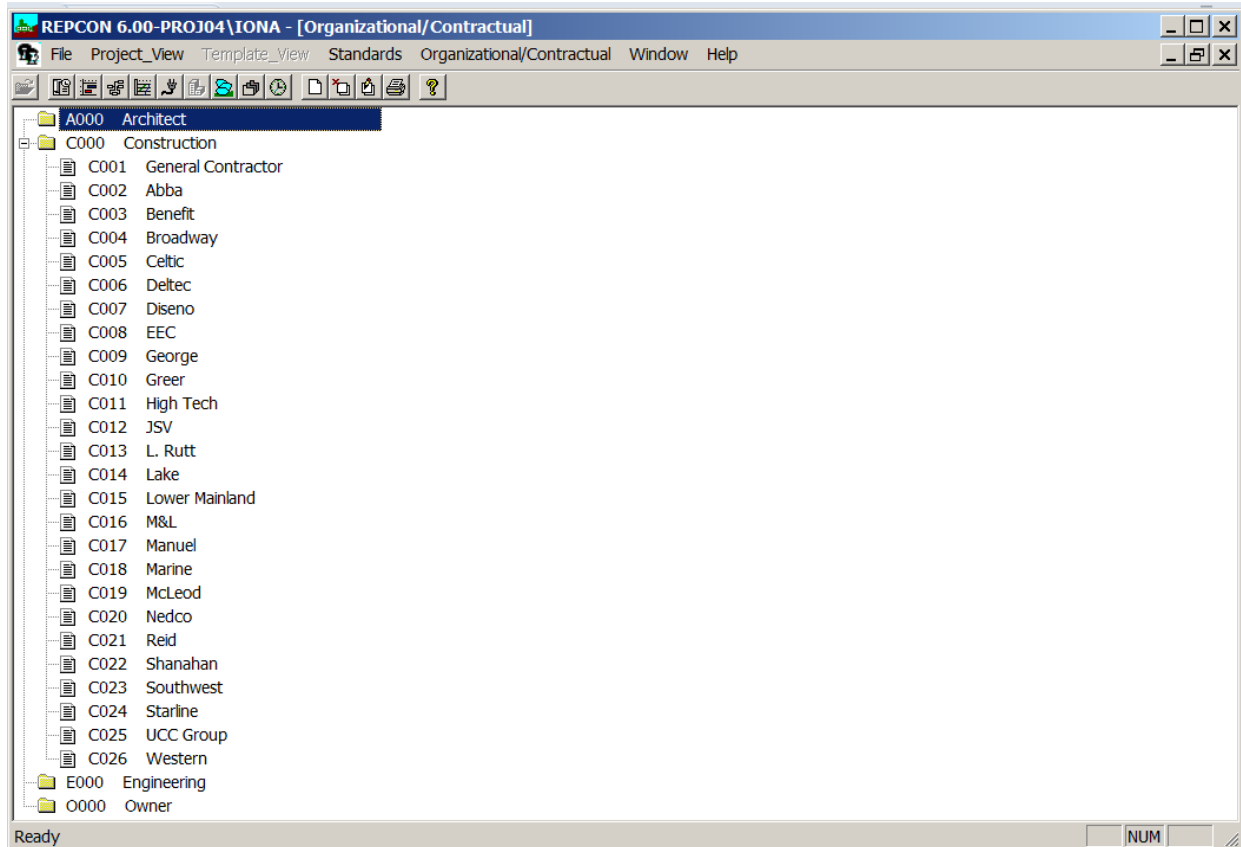 REPCON 6.00-PROJ04\IONA - [Organizational/Contractual]
File Project_View Template_View Standards Organizational/Contractual Window Help
A000 Architect
C000 Construction
C001 General Contractor
C002 Abba
C003 Benefit
C004 Broadway
C005 Celtic
C006 Deltec
C007 Diseno
C008 EEC
C009 George
C010 Greer
C011 High Tech
C012 JSV
C013 L. Rutt
C014 Lake
C015 Lower Mainland
C016 M&L
C017 Manuel
C018 Marine
C019 McLeod
C020 Nedco
C021 Reid
C022 Shanahan
C023 Southwest
C024 Starline
C025 UCC Group
C026 Western
E000 Engineering
O000 Owner
Ready NUM